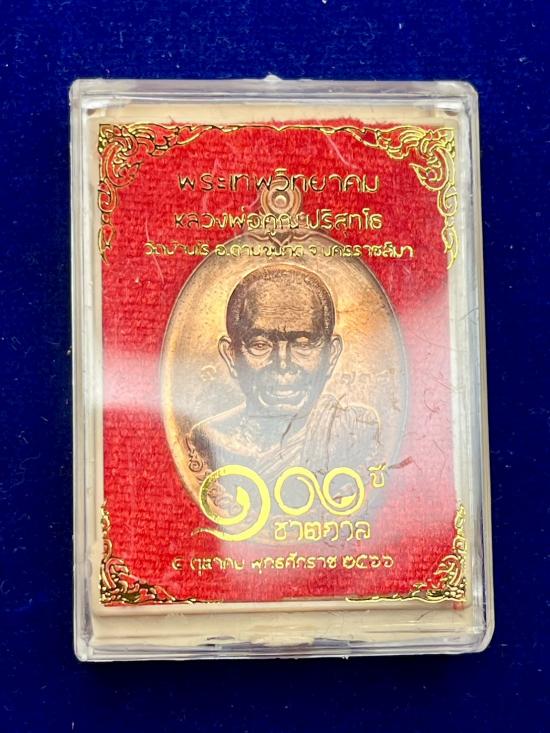 พระเทพวิทยาคม
หลวงพ่อคูณ ปริสุทโธ
วัดบ้านไร่ อ.ด่านขุนทด จ.นครราชสีมา
๑๐๐ ปี
ชาตกาล
๔ ตุลาคม พุทธศักราช ๒๕๖๖